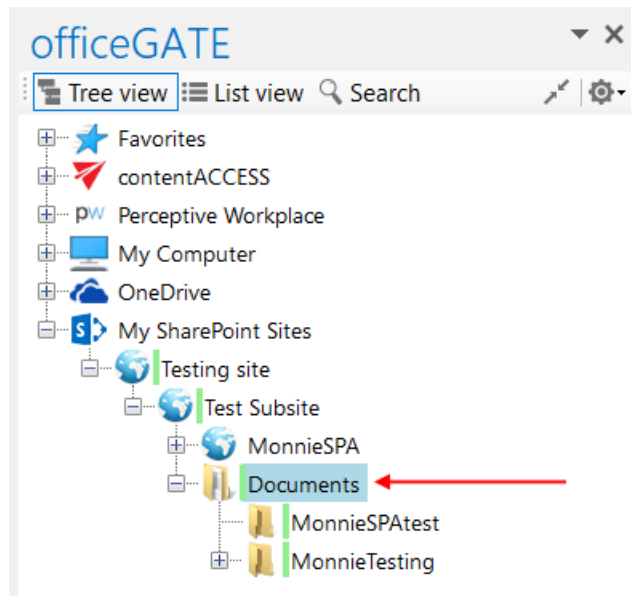 officeGATE
Tree view List view Search
Favorites
contentACCESS
pw Perceptive Workplace
My Computer
OneDrive
S My SharePoint Sites
Testing site
Test Subsite
MonnieSPA
Documents
MonnieSPAtest
MonnieTesting